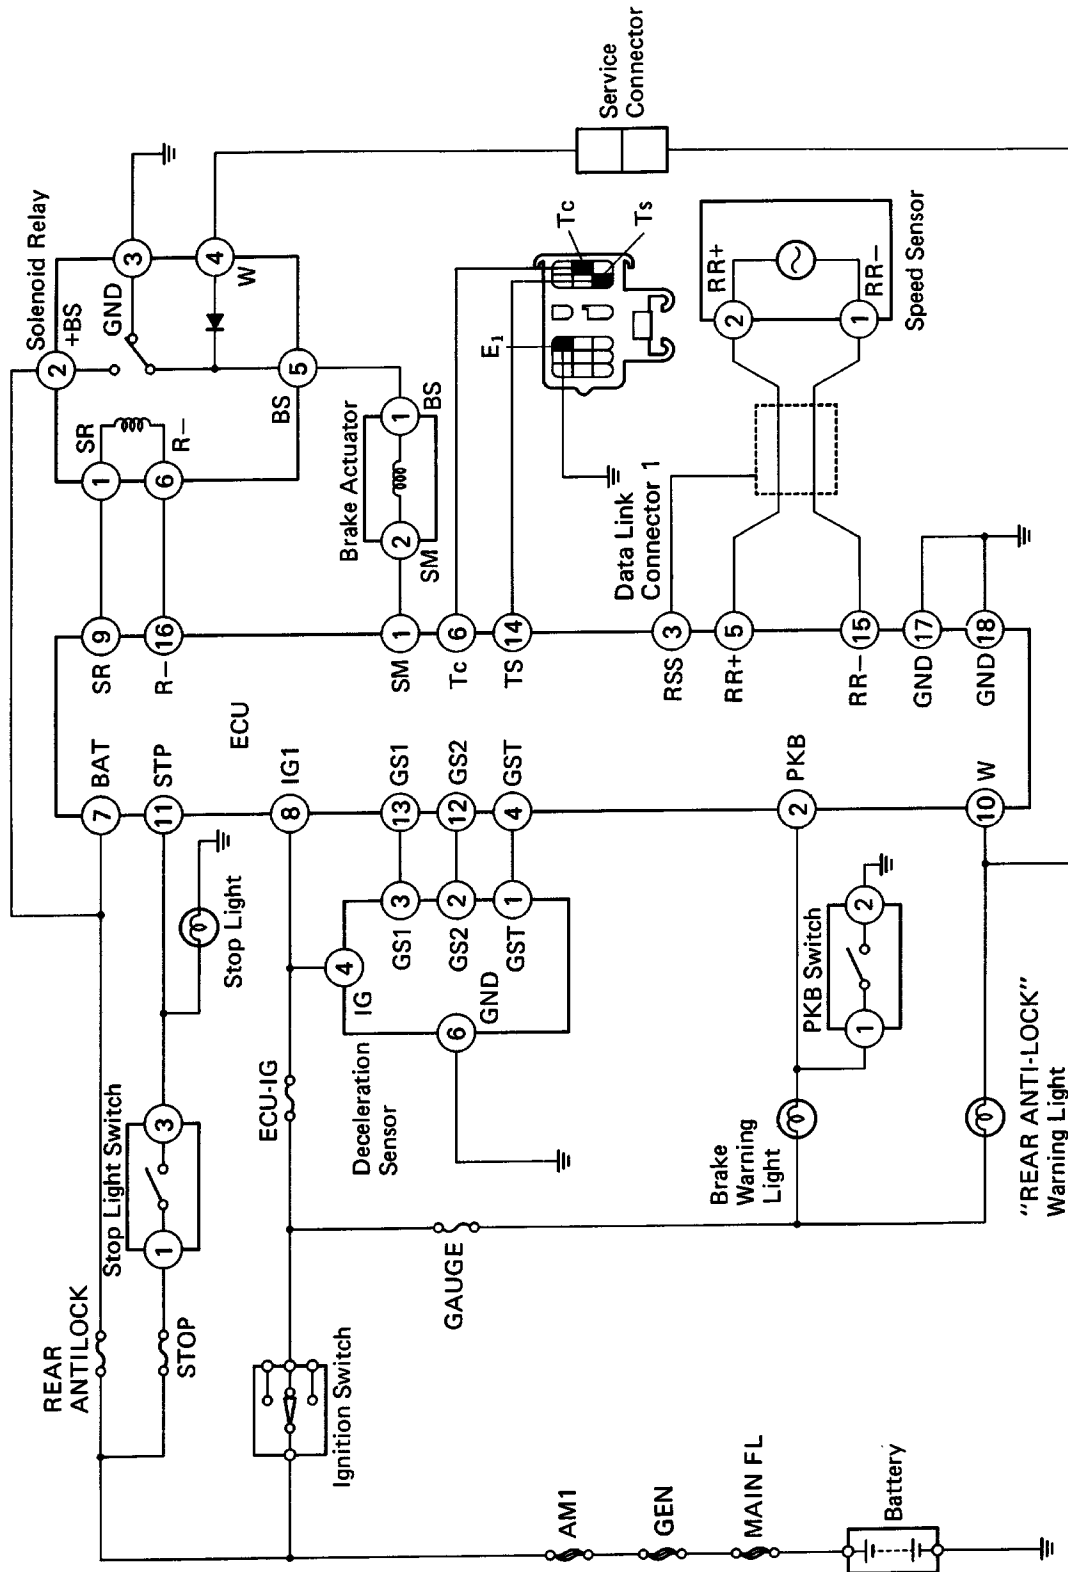 REAR
ANTILOCK
STOP
Stop Light Switch
1
3
Stop Light
7
BAT
11
STP
ECU
8
IG1
ECU-IG
Ignition Switch
GAUGE
AM1
GEN
MAIN FL
Battery
Deceleration
Sensor
4
IG
6
GND
3
GS1
2
GS2
1
GST
13
GS1
12
GS2
4
GST
2
PKB
10
W
Brake
Warning
Light
PKB Switch
1
2
"REAR ANTI-LOCK"
Warning Light
SR
9
R–
16
SM
1
Tc
6
TS
14
RSS
3
RR+
5
RR–
15
GND
17
GND
18
Solenoid Relay
2
+BS
GND
3
4
W
1
SR
6
R–
BS
5
Brake Actuator
1
BS
2
SM
Data Link
Connector 1
E1
Tc
Ts
Service
Connector
2
RR+
1
RR–
Speed Sensor